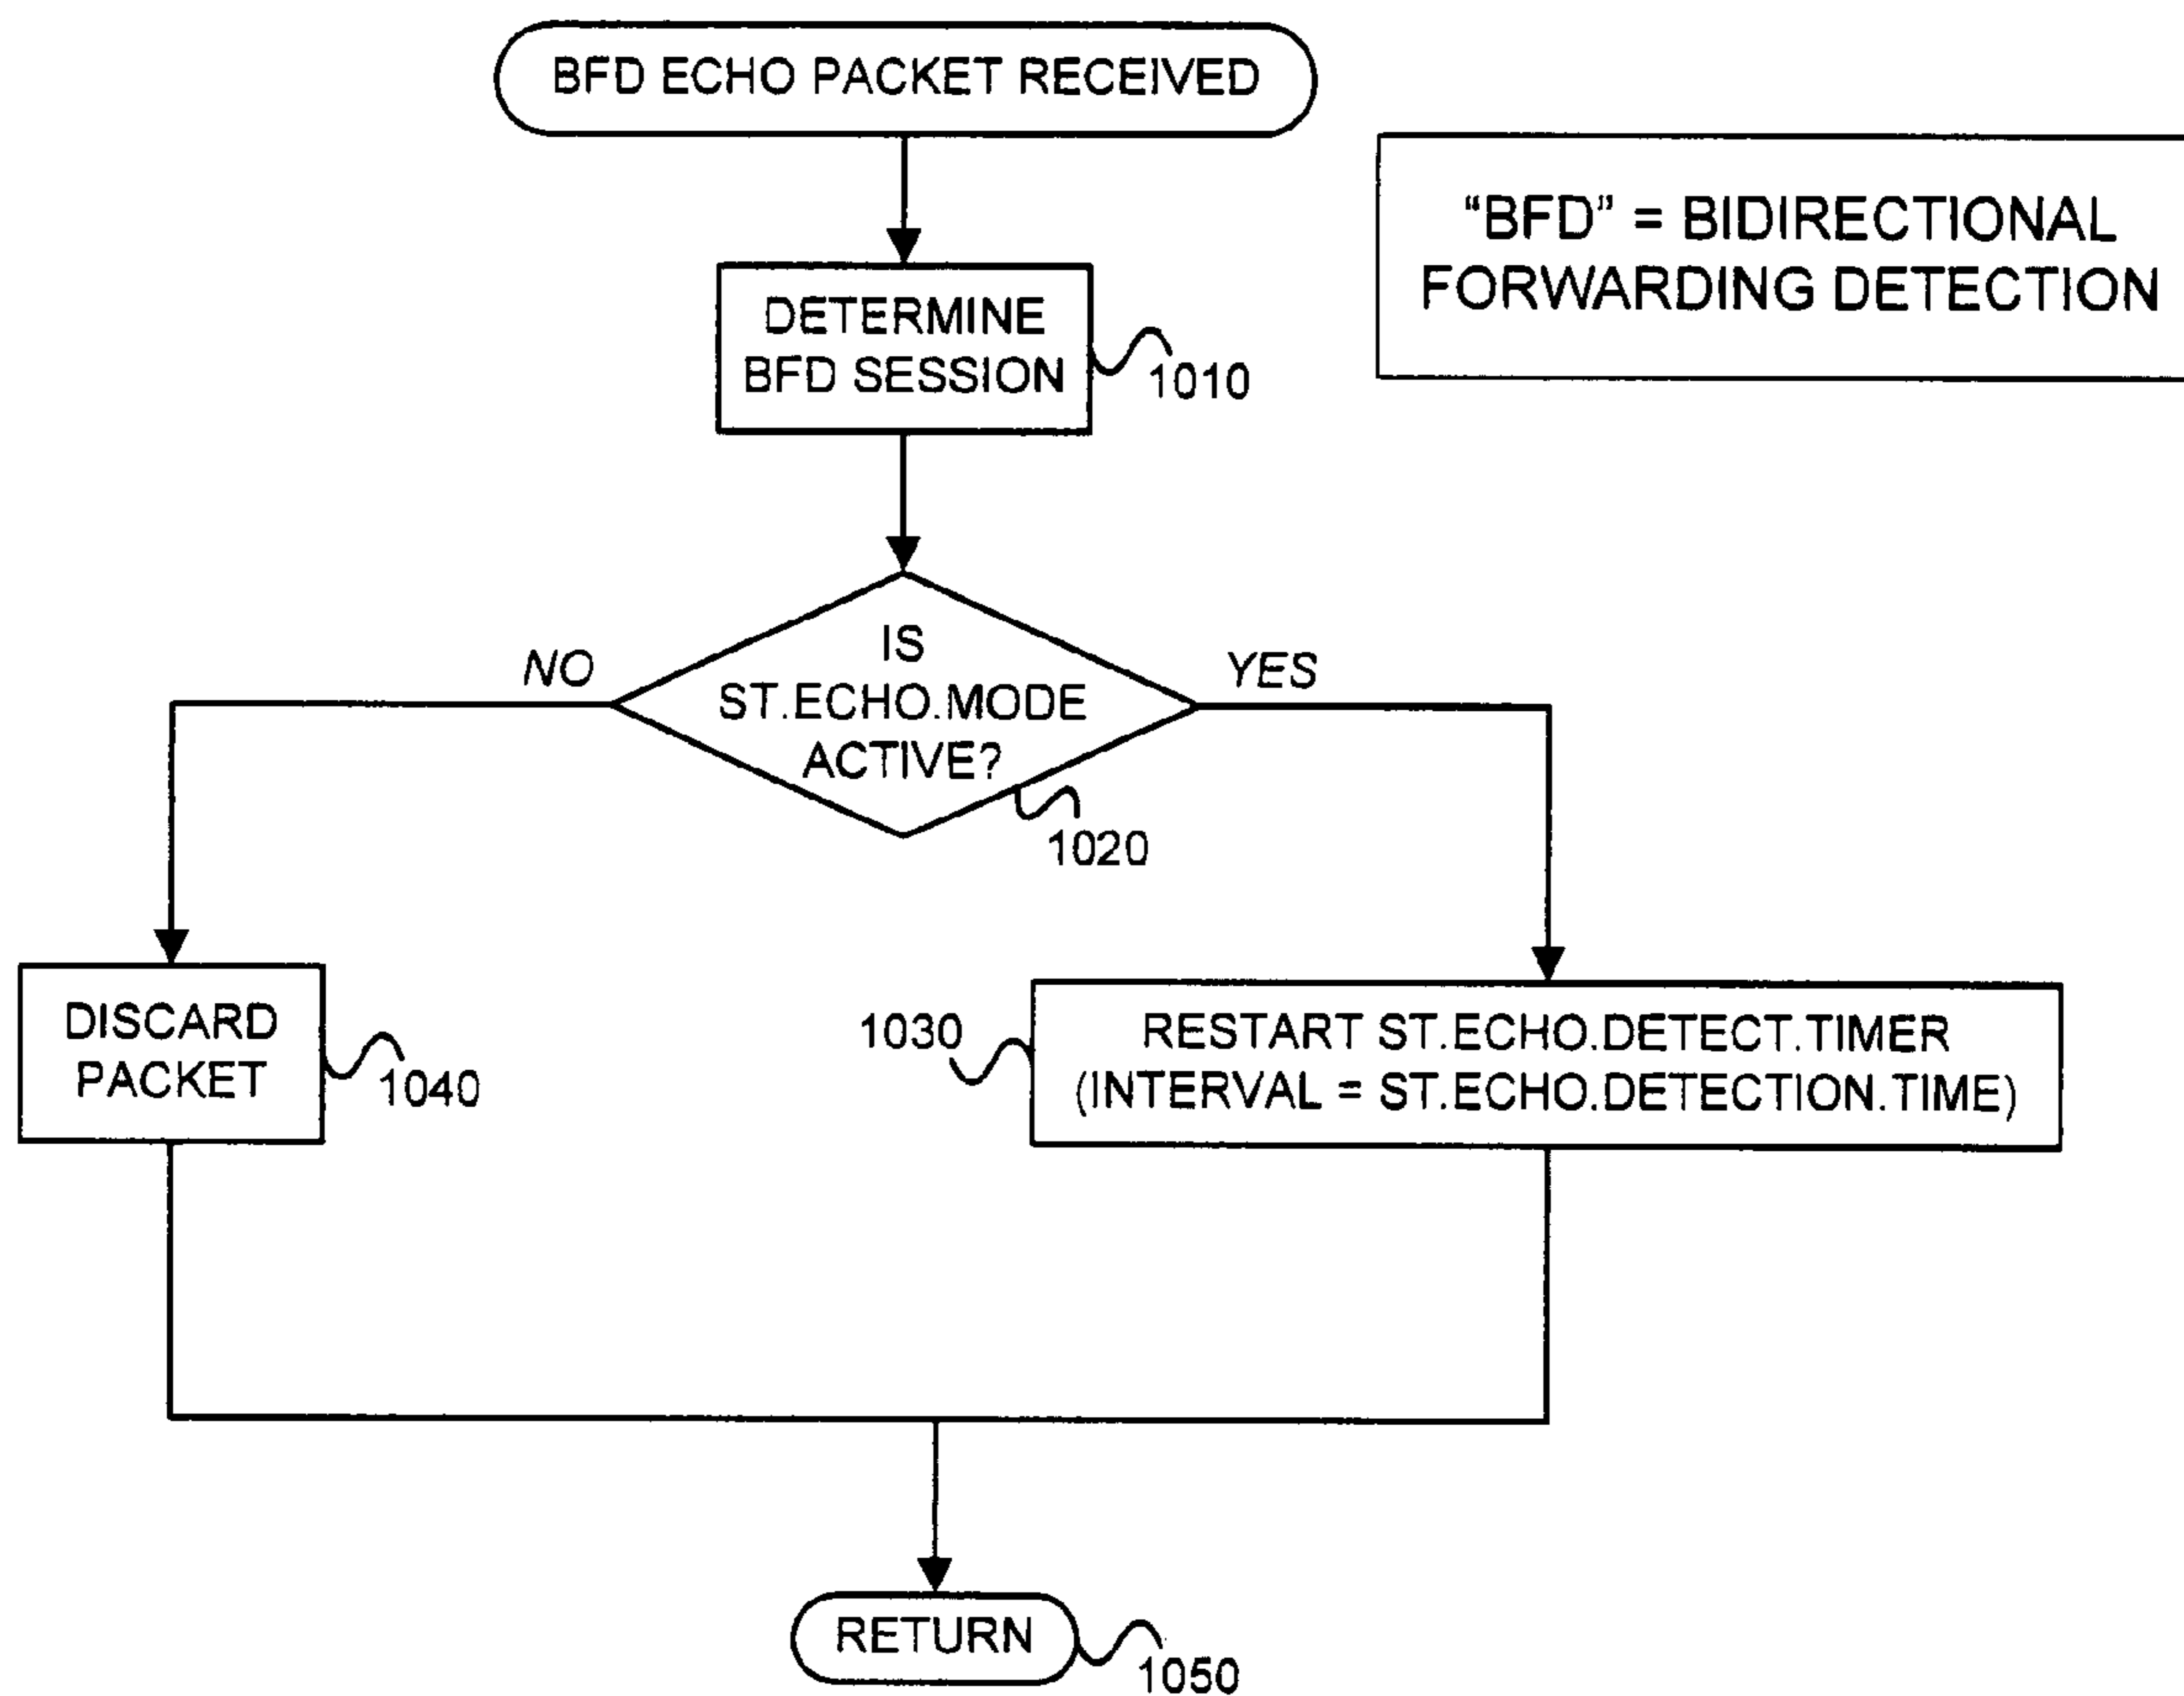 BFD ECHO PACKET RECEIVED
“BFD” = BIDIRECTIONAL
FORWARDING DETECTION
DETERMINE
BFD SESSION
1010
IS
ST.ECHO.MODE
ACTIVE?
NO
YES
1020
DISCARD
PACKET
1040
1030
RESTART ST.ECHO.DETECT.TIMER
(INTERVAL = ST.ECHO.DETECTION.TIME)
RETURN
1050